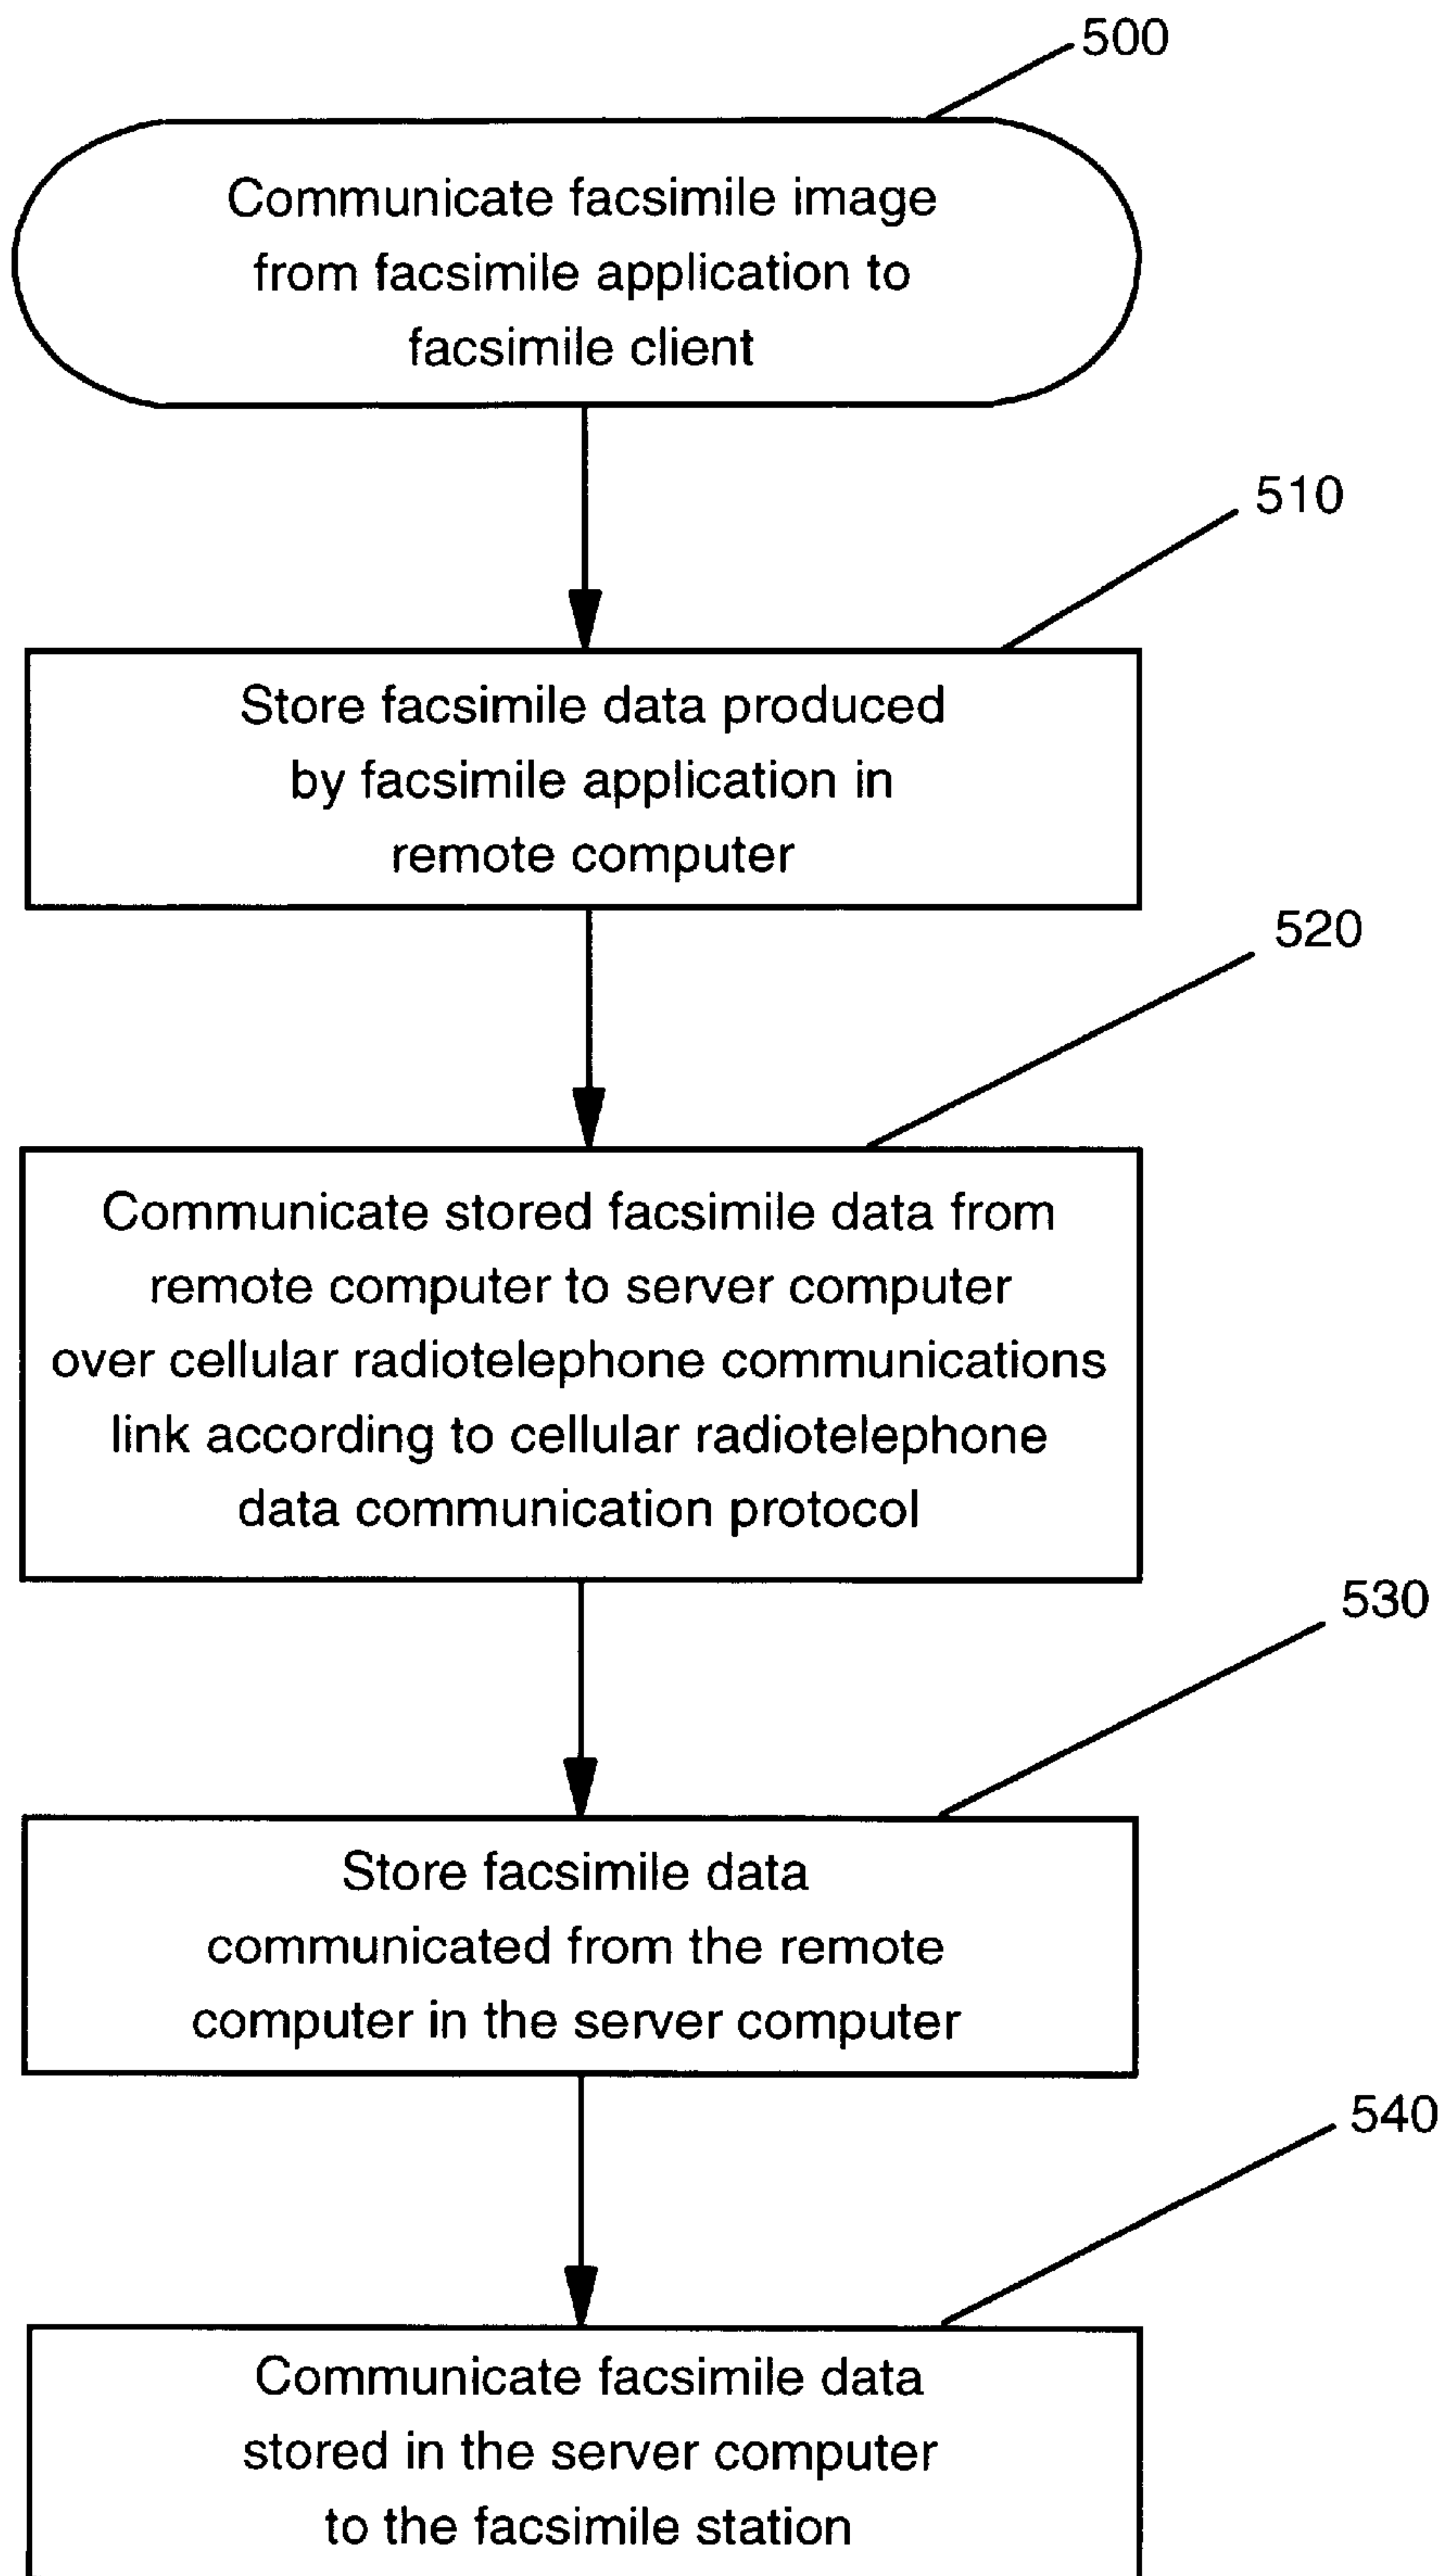 500
Communicate facsimile image
from facsimile application to
facsimile client
510
Store facsimile data produced
by facsimile application in
remote computer
520
Communicate stored facsimile data from
remote computer to server computer
over cellular radiotelephone communications
link according to cellular radiotelephone
data communication protocol
530
Store facsimile data
communicated from the remote
computer in the server computer
540
Communicate facsimile data
stored in the server computer
to the facsimile station